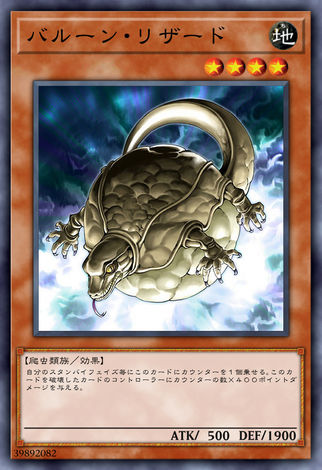 バルーン・リザード
地
【爬虫類族／効果】
自分のスタンバイフェイズ毎にこのカードにカウンターを１個乗せる。このカ
ードを破壊したカードのコントローラーにカウンターの数×４００ポイントダ
メージを与える。
ATK/ 500 DEF/1900
39892082